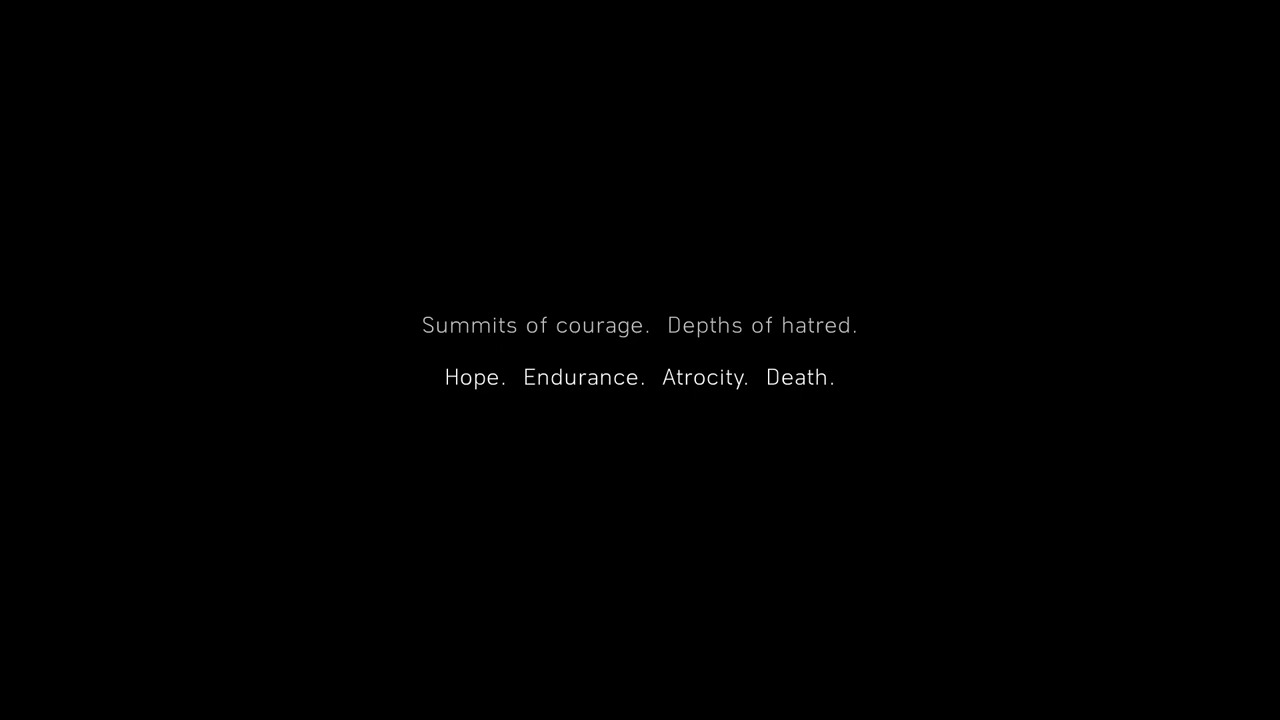 Summits of courage.  Depths of hatred.
Hope.  Endurance.  Atrocity.  Death.